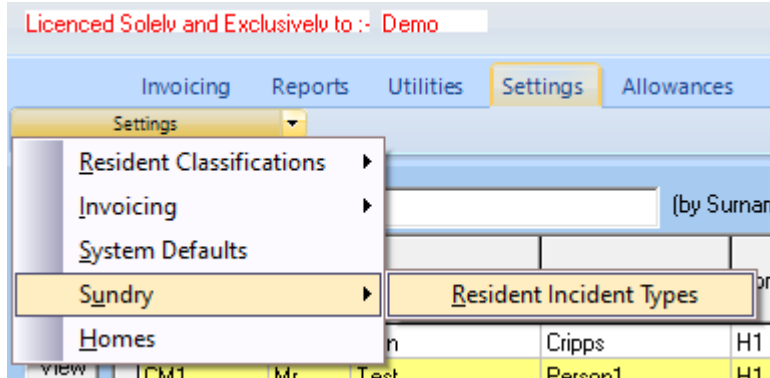 Licenced Solely and Exclusively to :- Demo
Invoicing Reports Utilities Settings Allowances
Settings
Resident Classifications
Invoicing
(by Surnam
System Defaults
Sundry
Resident Incident Types
Homes
Cripps H1
View CM1 Mr Test Person1 H1